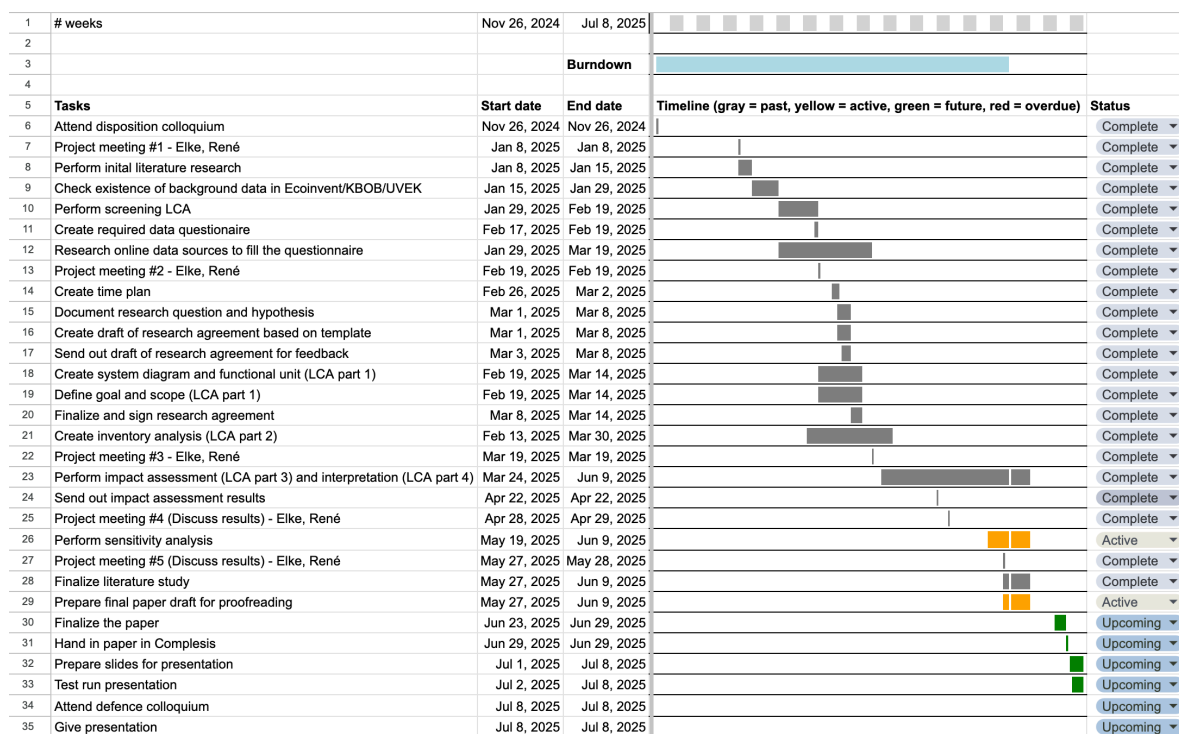 1 # weeks Nov 26, 2024 Jul 8, 2025
2
3 Burndown
4
5 Tasks Start date End date Timeline (gray = past, yellow = active, green = future, red = overdue) Status
6 Attend disposition colloquium Nov 26, 2024 Nov 26, 2024 Complete
7 Project meeting #1 - Elke, René Jan 8, 2025 Jan 8, 2025 Complete
8 Perform inital literature research Jan 8, 2025 Jan 15, 2025 Complete
9 Check existence of background data in Ecoinvent/KBOB/UVEK Jan 15, 2025 Jan 29, 2025 Complete
10 Perform screening LCA Jan 29, 2025 Feb 19, 2025 Complete
11 Create required data questionaire Feb 17, 2025 Feb 19, 2025 Complete
12 Research online data sources to fill the questionnaire Jan 29, 2025 Mar 19, 2025 Complete
13 Project meeting #2 - Elke, René Feb 19, 2025 Feb 19, 2025 Complete
14 Create time plan Feb 26, 2025 Mar 2, 2025 Complete
15 Document research question and hypothesis Mar 1, 2025 Mar 8, 2025 Complete
16 Create draft of research agreement based on template Mar 1, 2025 Mar 8, 2025 Complete
17 Send out draft of research agreement for feedback Mar 3, 2025 Mar 8, 2025 Complete
18 Create system diagram and functional unit (LCA part 1) Feb 19, 2025 Mar 14, 2025 Complete
19 Define goal and scope (LCA part 1) Feb 19, 2025 Mar 14, 2025 Complete
20 Finalize and sign research agreement Mar 8, 2025 Mar 14, 2025 Complete
21 Create inventory analysis (LCA part 2) Feb 13, 2025 Mar 30, 2025 Complete
22 Project meeting #3 - Elke, René Mar 19, 2025 Mar 19, 2025 Complete
23 Perform impact assessment (LCA part 3) and interpretation (LCA part 4) Mar 24, 2025 Jun 9, 2025 Complete
24 Send out impact assessment results Apr 22, 2025 Apr 22, 2025 Complete
25 Project meeting #4 (Discuss results) - Elke, René Apr 28, 2025 Apr 29, 2025 Complete
26 Perform sensitivity analysis May 19, 2025 Jun 9, 2025 Active
27 Project meeting #5 (Discuss results) - Elke, René May 27, 2025 May 28, 2025 Complete
28 Finalize literature study May 27, 2025 Jun 9, 2025 Complete
29 Prepare final paper draft for proofreading May 27, 2025 Jun 9, 2025 Active
30 Finalize the paper Jun 23, 2025 Jun 29, 2025 Upcoming
31 Hand in paper in Complesis Jun 29, 2025 Jun 29, 2025 Upcoming
32 Prepare slides for presentation Jul 1, 2025 Jul 8, 2025 Upcoming
33 Test run presentation Jul 2, 2025 Jul 8, 2025 Upcoming
34 Attend defence colloquium Jul 8, 2025 Jul 8, 2025 Upcoming
35 Give presentation Jul 8, 2025 Jul 8, 2025 Upcoming